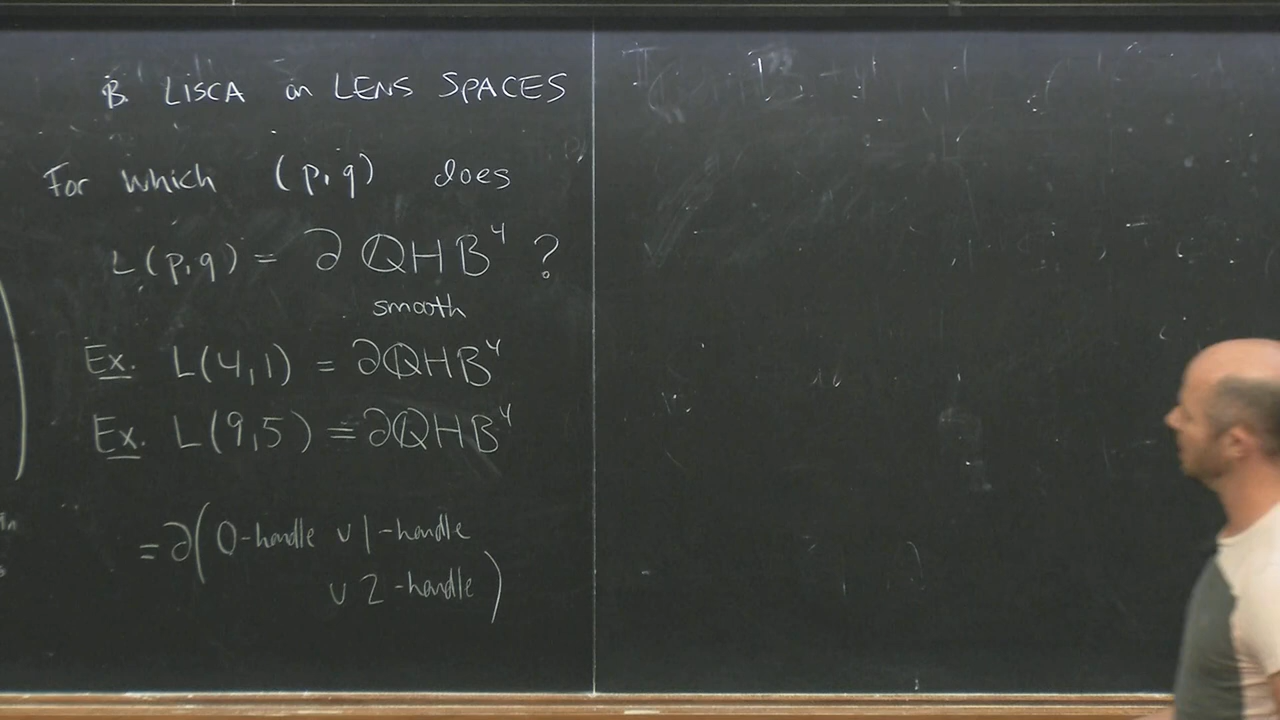 B. LISCA on LENS SPACES
For which (p,q) does
L(p,q) = ∂ QHB⁴ ?
smooth
Ex. L(4,1) = ∂QHB⁴
Ex. L(9,5) = ∂QHB⁴
= ∂(0-handle ∪ 1-handle
∪ 2-handle)